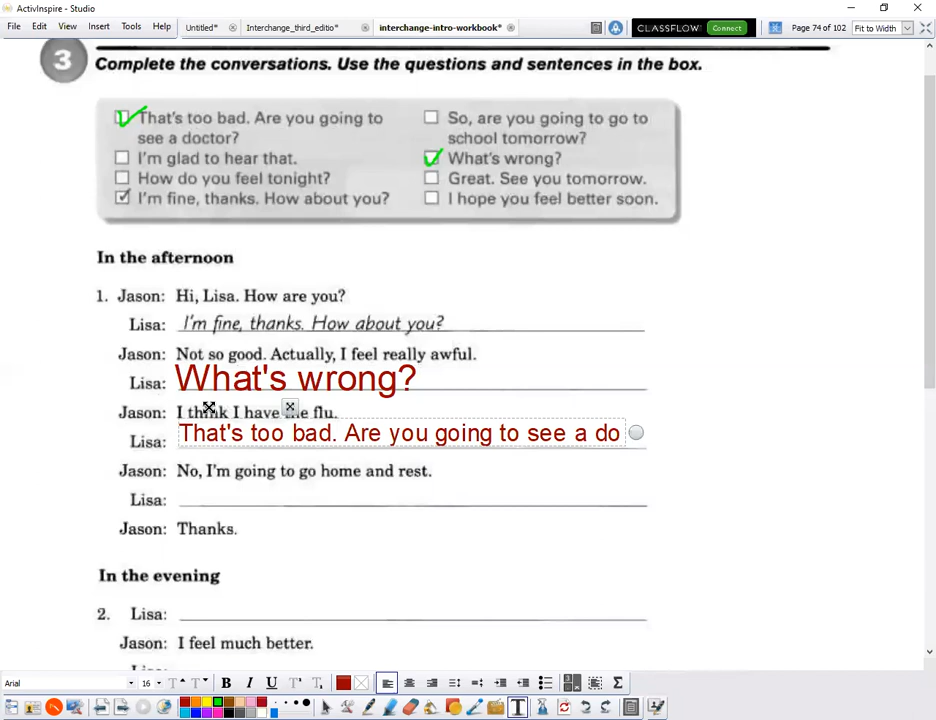 ActivInspire - Studio
File Edit View Insert Tools Help Untitled* Interchange_third_editio* interchange-intro-workbook* CLASSFLOW Connect Page 74 of 102 Fit to Width
3 Complete the conversations. Use the questions and sentences in the box.
That's too bad. Are you going to
see a doctor?
I'm glad to hear that.
How do you feel tonight?
I'm fine, thanks. How about you?
So, are you going to go to
school tomorrow?
What's wrong?
Great. See you tomorrow.
I hope you feel better soon.
In the afternoon
1. Jason: Hi, Lisa. How are you?
Lisa: I'm fine, thanks. How about you?
Jason: Not so good. Actually, I feel really awful.
Lisa: What's wrong?
Jason: I think I have the flu.
Lisa: That's too bad. Are you going to see a do
Jason: No, I'm going to go home and rest.
Lisa:
Jason: Thanks.
In the evening
2. Lisa:
Jason: I feel much better.
Arial 16 T T B I U T T Σ